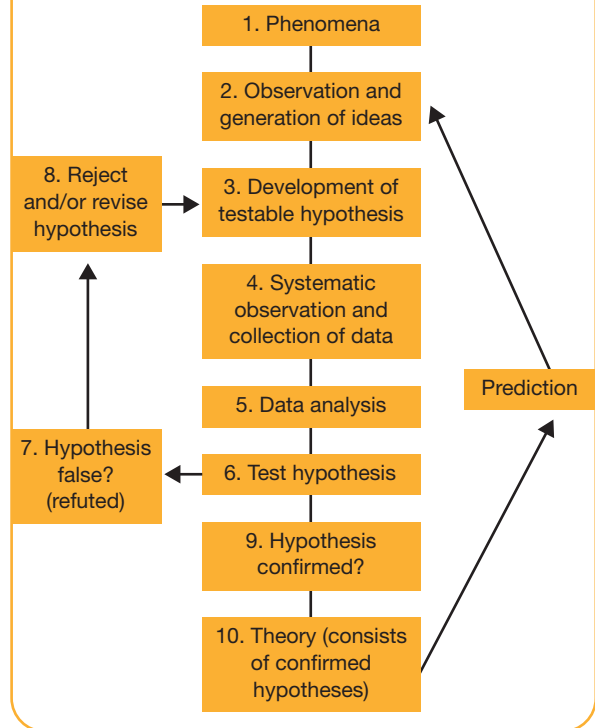 1. Phenomena
2. Observation and
generation of ideas
3. Development of
testable hypothesis
4. Systematic
observation and
collection of data
5. Data analysis
6. Test hypothesis
7. Hypothesis
false?
(refuted)
8. Reject
and/or revise
hypothesis
9. Hypothesis
confirmed?
10. Theory (consists
of confirmed
hypotheses)
Prediction